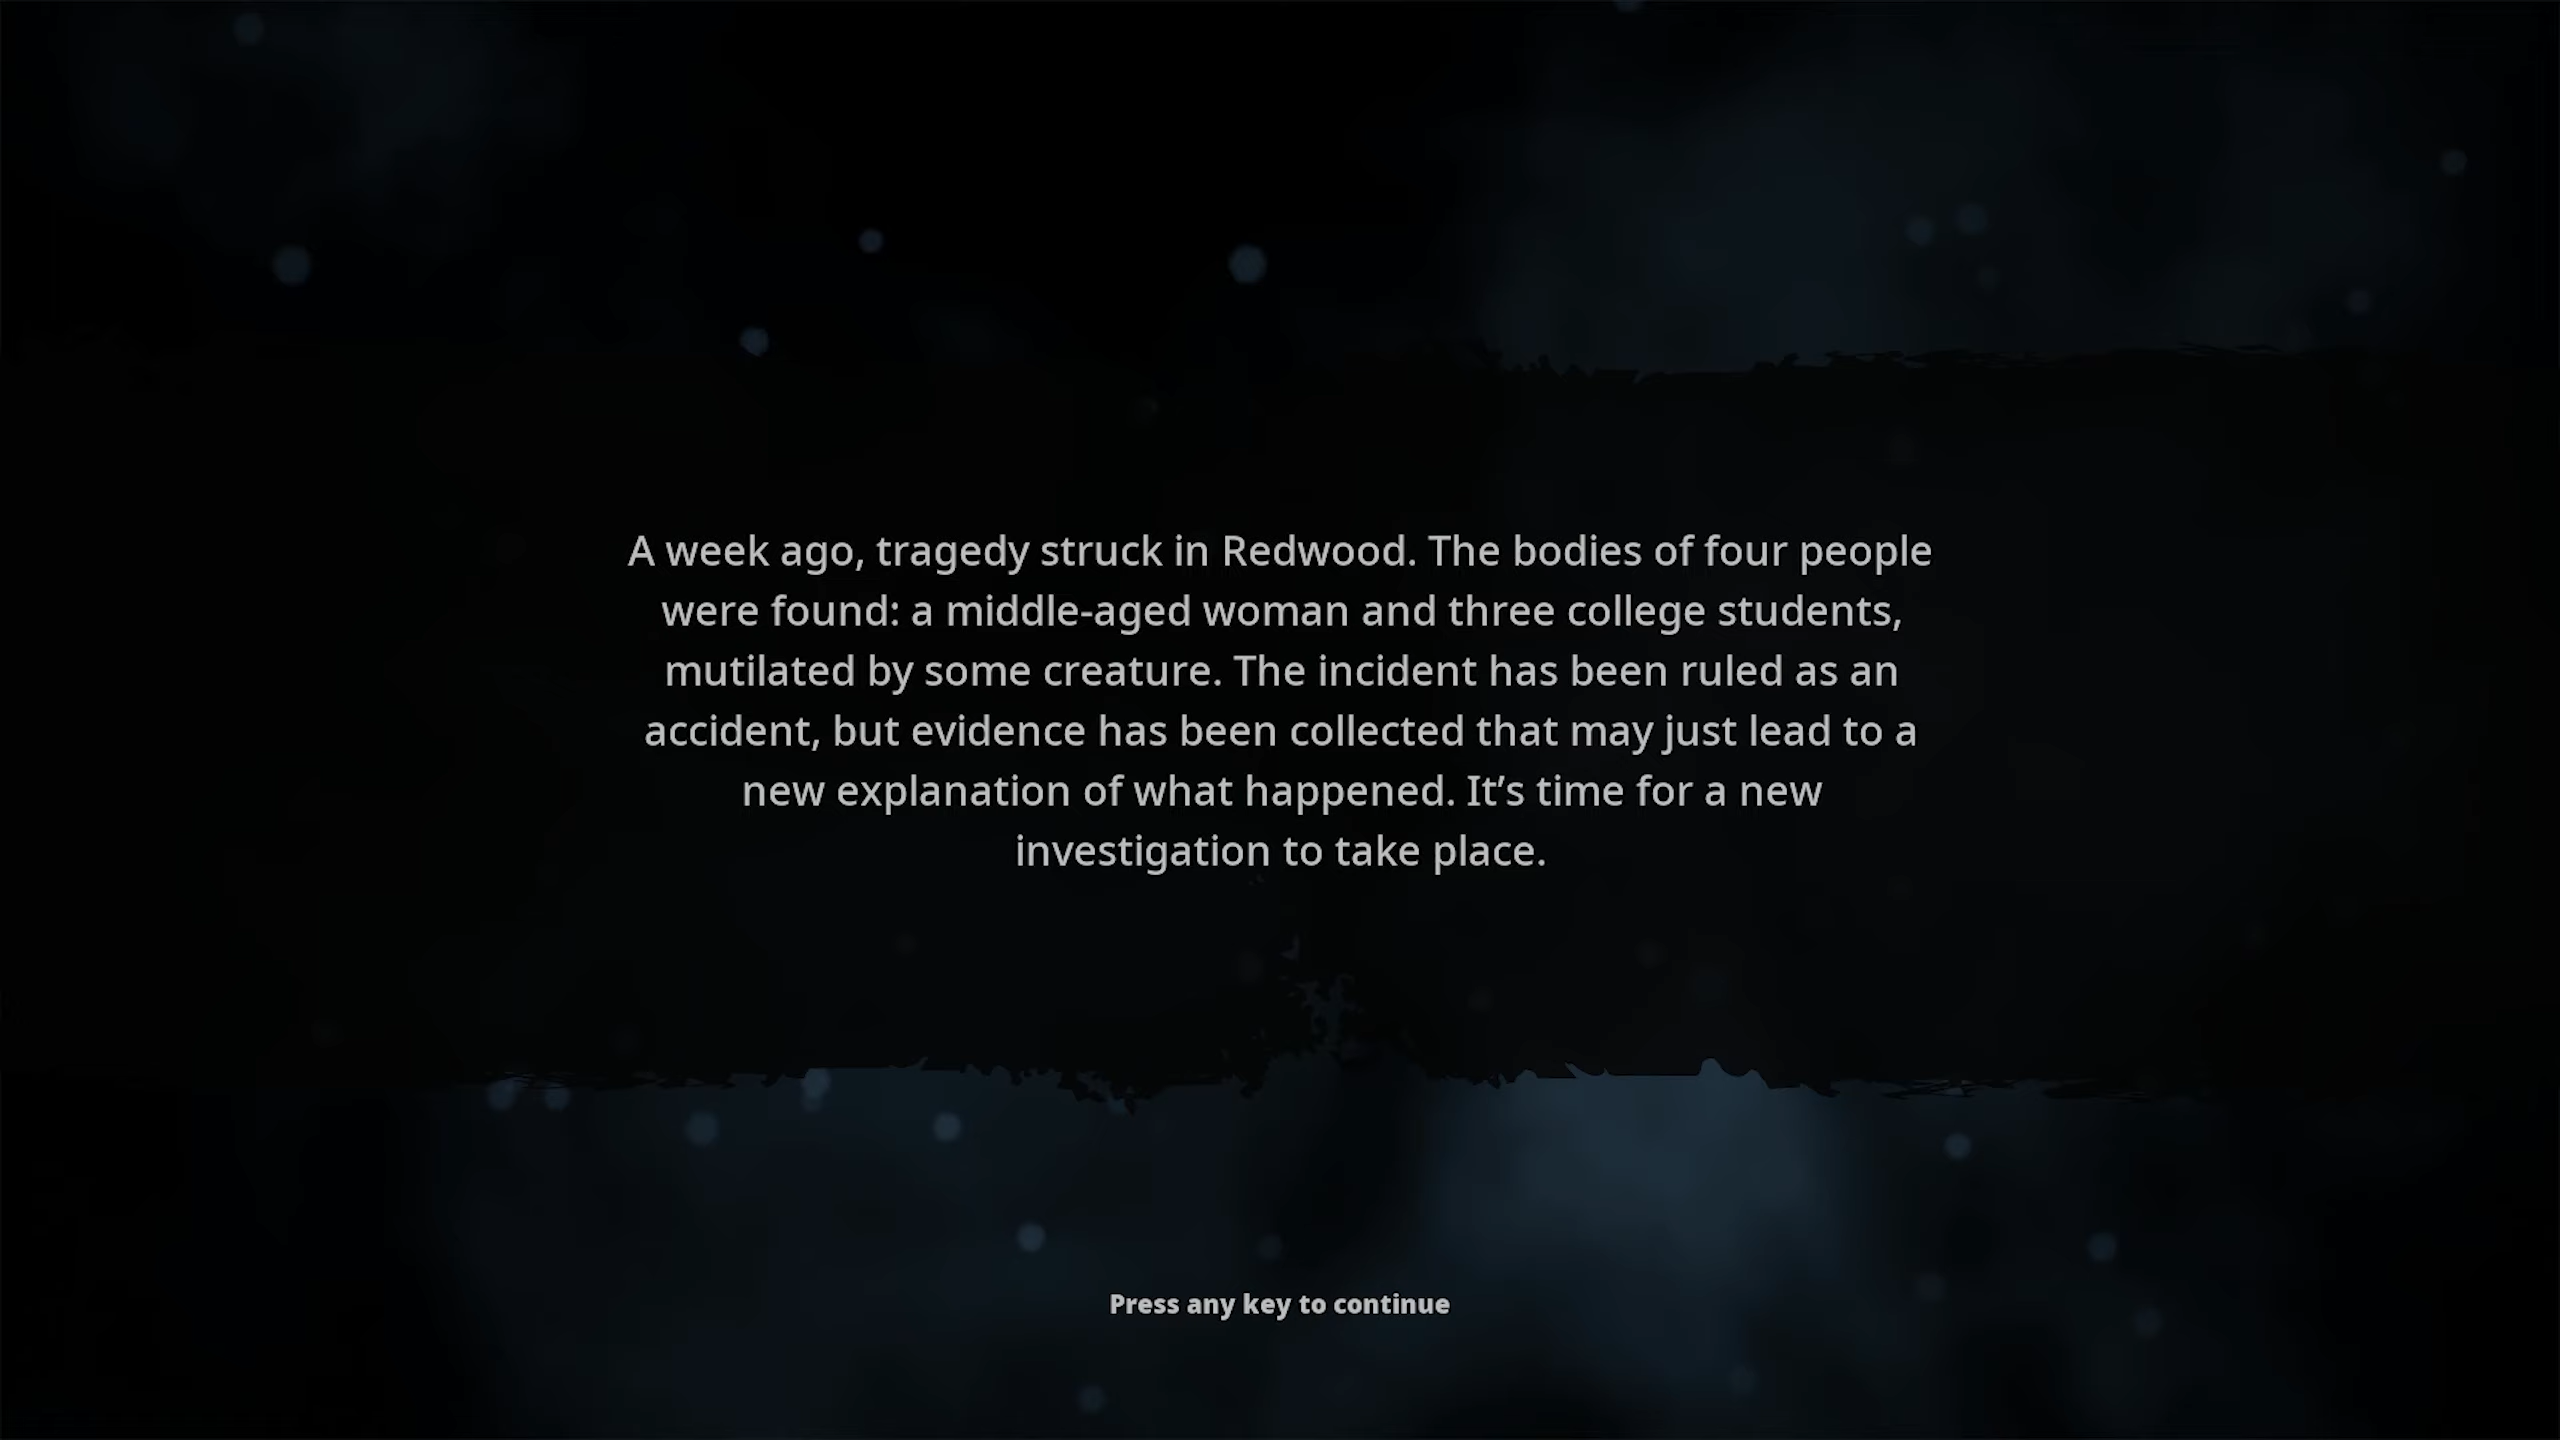 A week ago, tragedy struck in Redwood. The bodies of four people
were found: a middle-aged woman and three college students,
mutilated by some creature. The incident has been ruled as an
accident, but evidence has been collected that may just lead to a
new explanation of what happened. It’s time for a new
investigation to take place.
Press any key to continue